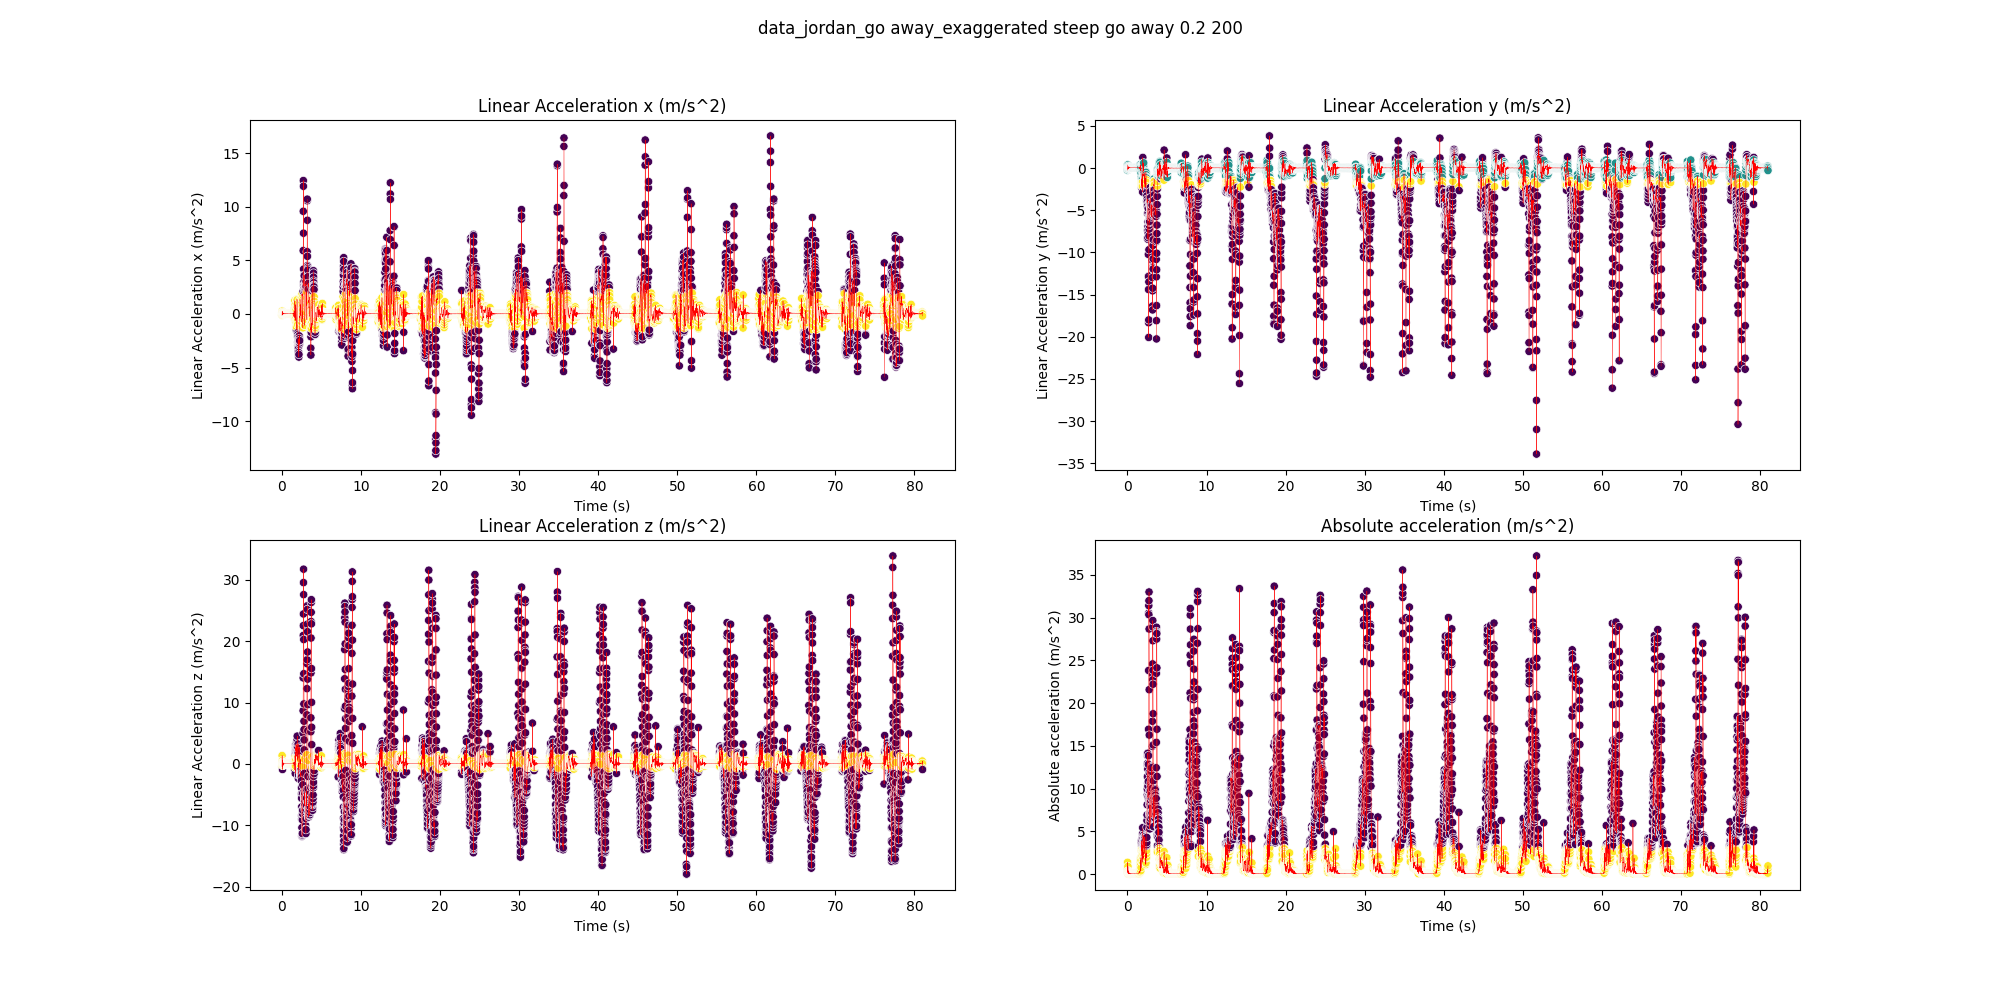 data_jordan_go away_exaggerated steep go away 0.2 200
Linear Acceleration x (m/s^2)
Linear Acceleration x (m/s^2)
15
10
5
0
−5
−10
0 10 20 30 40 50 60 70 80
Time (s)
Linear Acceleration y (m/s^2)
Linear Acceleration y (m/s^2)
5
0
−5
−10
−15
−20
−25
−30
−35
0 10 20 30 40 50 60 70 80
Time (s)
Linear Acceleration z (m/s^2)
Linear Acceleration z (m/s^2)
30
20
10
0
−10
−20
0 10 20 30 40 50 60 70 80
Time (s)
Absolute acceleration (m/s^2)
Absolute acceleration (m/s^2)
35
30
25
20
15
10
5
0
0 10 20 30 40 50 60 70 80
Time (s)